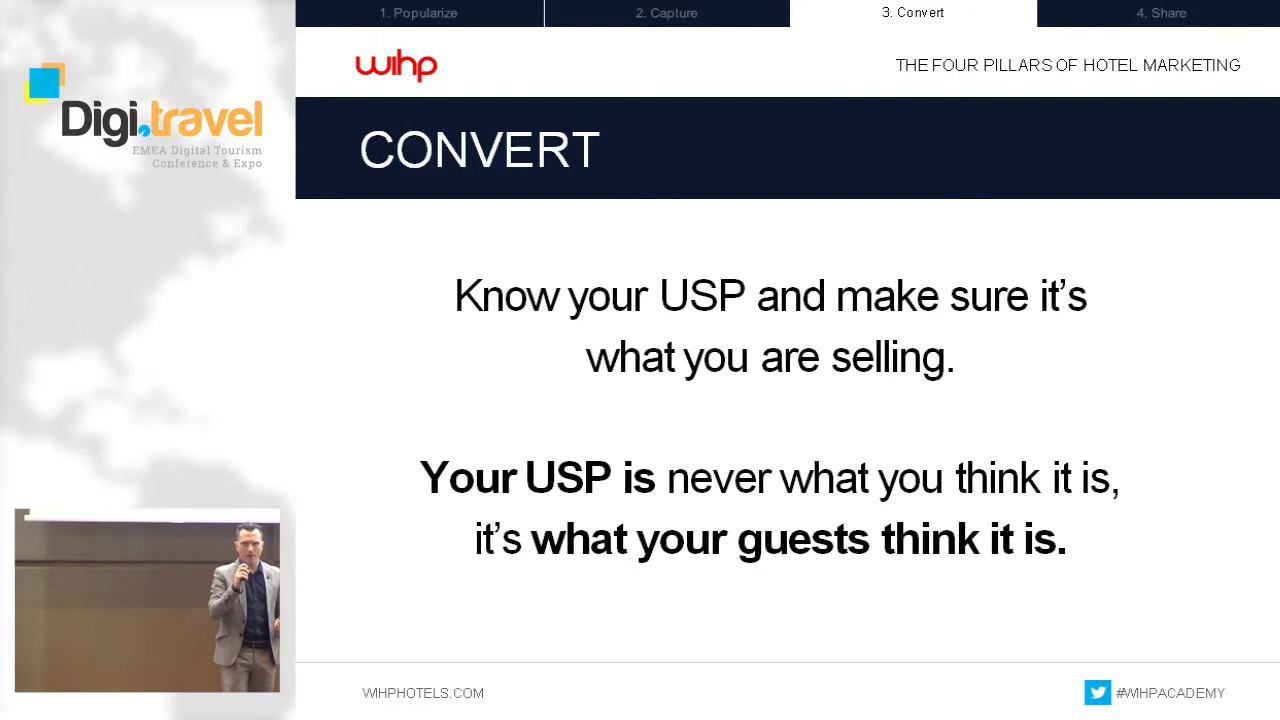 1. Popularize
2. Capture
3. Convert
4. Share
wihp
THE FOUR PILLARS OF HOTEL MARKETING
Digi.travel
EMEA Digital Tourism
Conference & Expo
CONVERT
Know your USP and make sure it's
what you are selling.
Your USP is never what you think it is,
it's what your guests think it is.
WIHPHOTELS.COM
#WIHPACADEMY